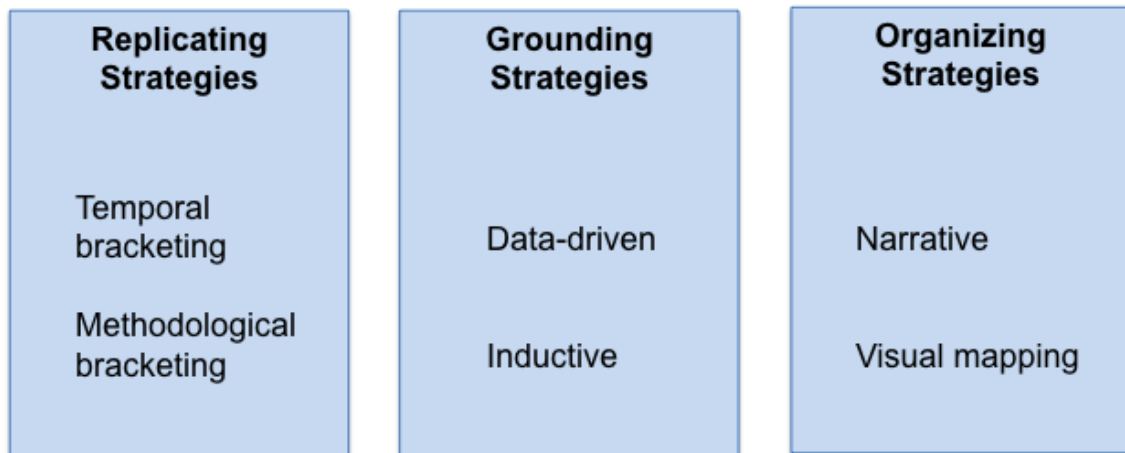 Replicating
Strategies
Temporal
bracketing
Methodological
bracketing
Grounding
Strategies
Data-driven
Inductive
Organizing
Strategies
Narrative
Visual mapping